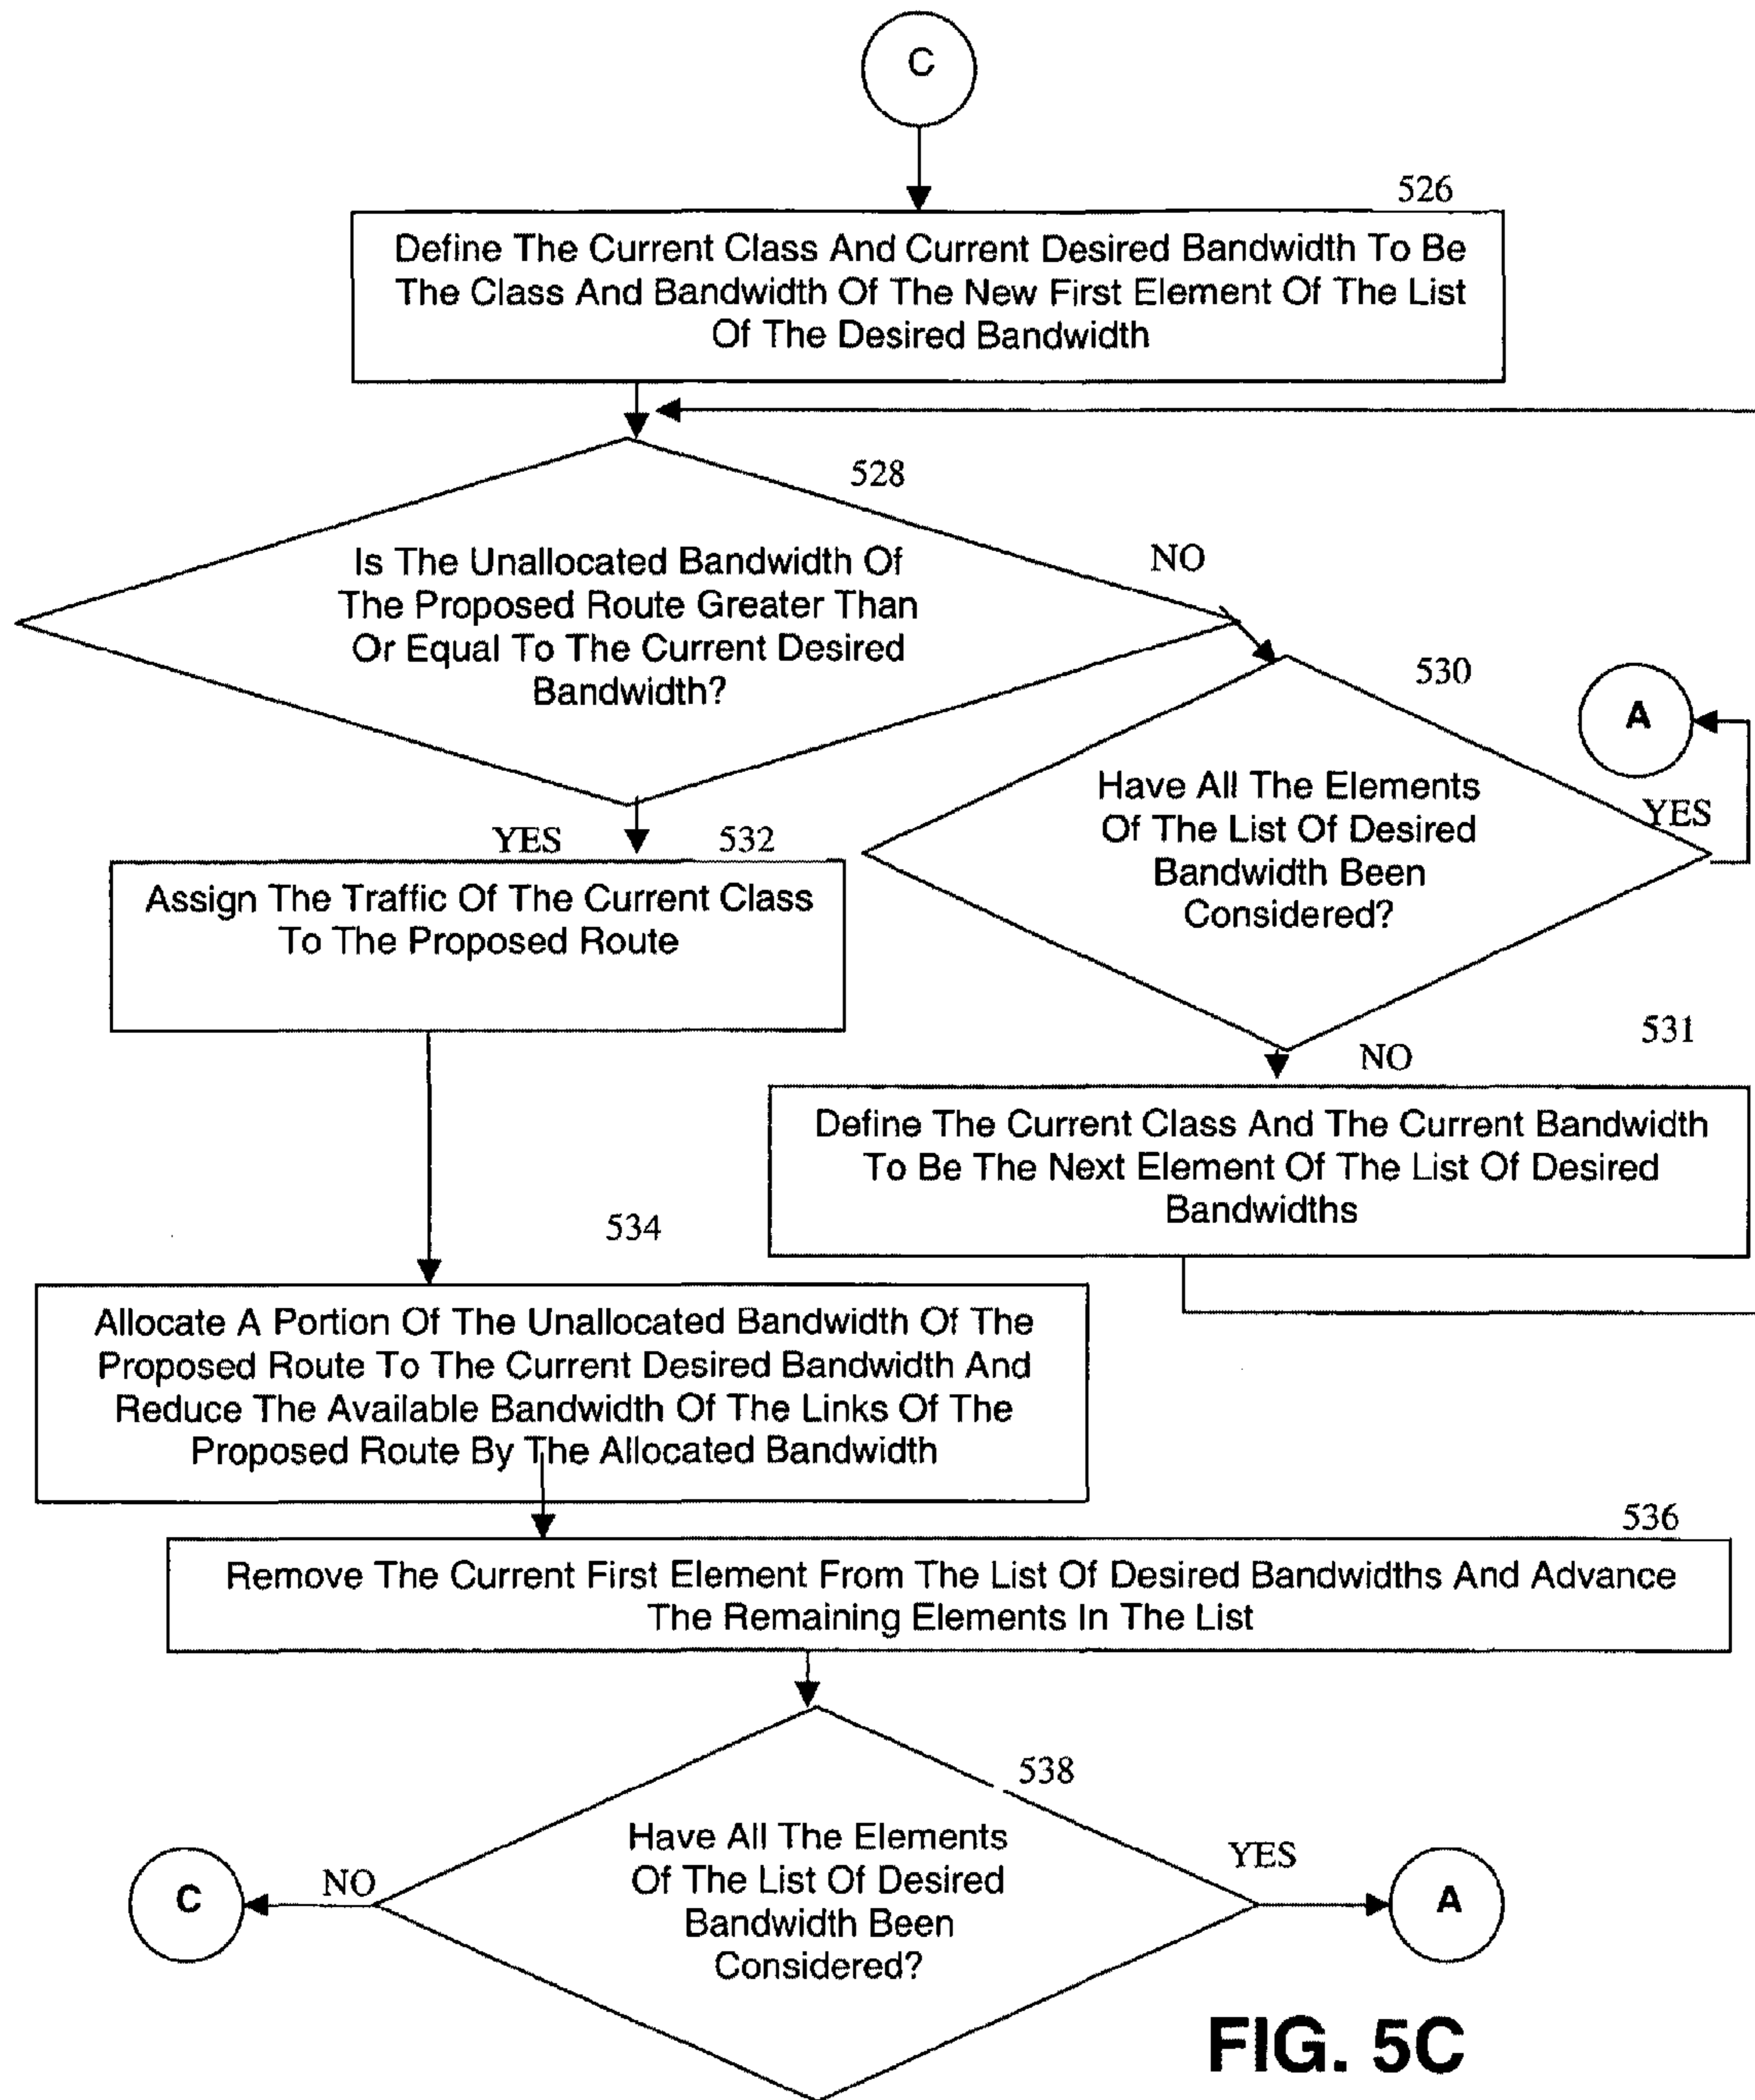 C
526
Define The Current Class And Current Desired Bandwidth To Be
The Class And Bandwidth Of The New First Element Of The List
Of The Desired Bandwidth
528
Is The Unallocated Bandwidth Of
The Proposed Route Greater Than
Or Equal To The Current Desired
Bandwidth?
NO
530
A
Have All The Elements
Of The List Of Desired
Bandwidth Been
Considered?
YES
YES
532
Assign The Traffic Of The Current Class
To The Proposed Route
NO
531
Define The Current Class And The Current Bandwidth
To Be The Next Element Of The List Of Desired
Bandwidths
534
Allocate A Portion Of The Unallocated Bandwidth Of The
Proposed Route To The Current Desired Bandwidth And
Reduce The Available Bandwidth Of The Links Of The
Proposed Route By The Allocated Bandwidth
536
Remove The Current First Element From The List Of Desired Bandwidths And Advance
The Remaining Elements In The List
538
Have All The Elements
Of The List Of Desired
Bandwidth Been
Considered?
NO
C
YES
A
FIG. 5C